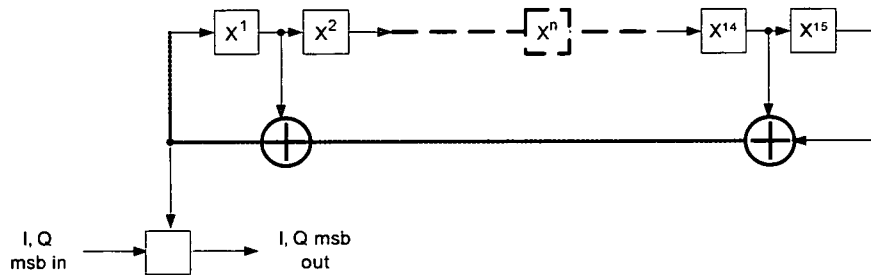 X¹ X² Xⁿ X¹⁴ X¹⁵
I, Q
msb in
I, Q msb
out